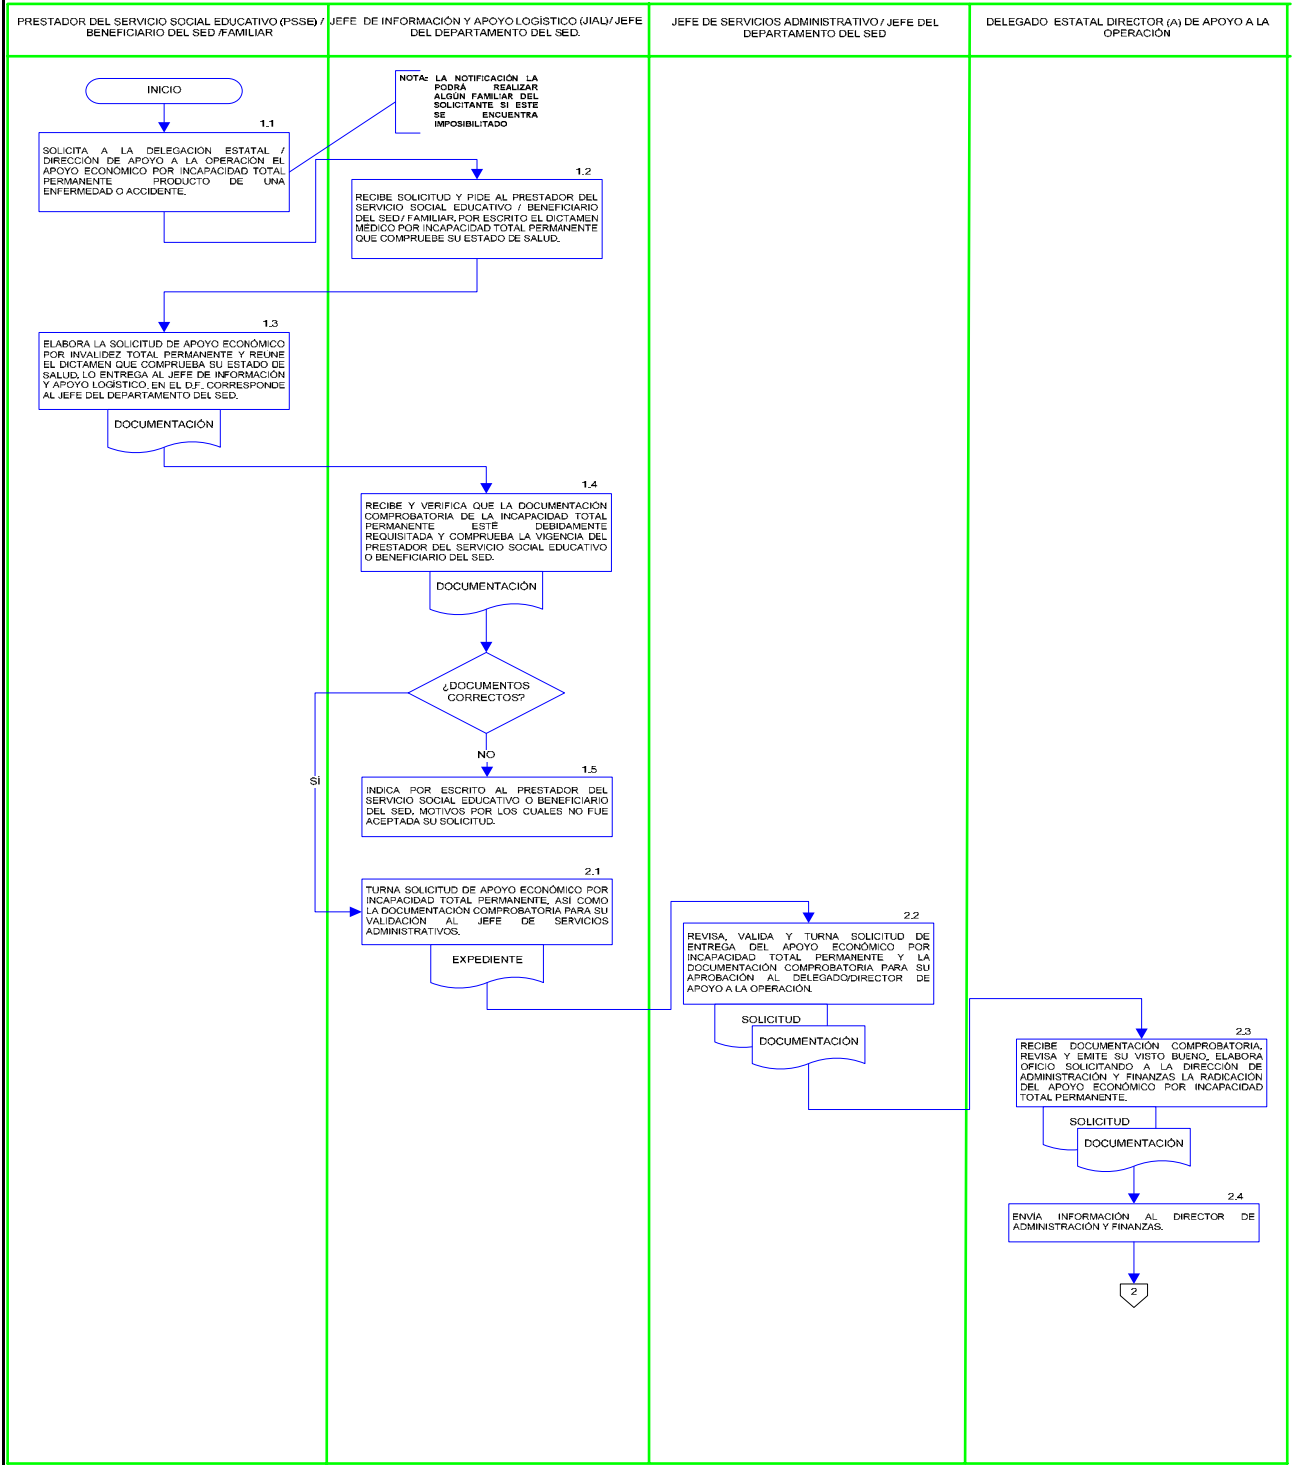 PRESTADOR DEL SERVICIO SOCIAL EDUCATIVO (PSSE) /
BENEFICIARIO DEL SED /FAMILIAR
JEFE DE INFORMACIÓN Y APOYO LOGÍSTICO (JIAL)/ JEFE
DEL DEPARTAMENTO DEL SED.
JEFE DE SERVICIOS ADMINISTRATIVO / JEFE DEL
DEPARTAMENTO DEL SED
DELEGADO ESTATAL DIRECTOR (A) DE APOYO A LA
OPERACIÓN
INICIO
NOTA: LA NOTIFICACIÓN LA
PODRÁ REALIZAR
ALGÚN FAMILIAR DEL
SOLICITANTE SI ESTE
SE ENCUENTRA
IMPOSIBILITADO
1.1
SOLICITA A LA DELEGACION ESTATAL /
DIRECCIÓN DE APOYO A LA OPERACIÓN EL
APOYO ECONÓMICO POR INCAPACIDAD TOTAL
PERMANENTE PRODUCTO DE UNA
ENFERMEDAD O ACCIDENTE.
1.2
RECIBE SOLICITUD Y PIDE AL PRESTADOR DEL
SERVICIO SOCIAL EDUCATIVO / BENEFICIARIO
DEL SED/ FAMILIAR, POR ESCRITO EL DICTAMEN
MÉDICO POR INCAPACIDAD TOTAL PERMANENTE
QUE COMPRUEBE SU ESTADO DE SALUD.
1.3
ELABORA LA SOLICITUD DE APOYO ECONÓMICO
POR INVALIDEZ TOTAL PERMANENTE Y REÚNE
EL DICTAMEN QUE COMPRUEBA SU ESTADO DE
SALUD, LO ENTREGA AL JEFE DE INFORMACIÓN
Y APOYO LOGÍSTICO, EN EL D.F. CORRESPONDE
AL JEFE DEL DEPARTAMENTO DEL SED.
DOCUMENTACIÓN
1.4
RECIBE Y VERIFICA QUE LA DOCUMENTACIÓN
COMPROBATORIA DE LA INCAPACIDAD TOTAL
PERMANENTE ESTÉ DEBIDAMENTE
REQUISITADA Y COMPRUEBA LA VIGENCIA DEL
PRESTADOR DEL SERVICIO SOCIAL EDUCATIVO
O BENEFICIARIO DEL SED.
DOCUMENTACIÓN
¿DOCUMENTOS
CORRECTOS?
NO
SÍ
1.5
INDICA POR ESCRITO AL PRESTADOR DEL
SERVICIO SOCIAL EDUCATIVO O BENEFICIARIO
DEL SED, MOTIVOS POR LOS CUALES NO FUE
ACEPTADA SU SOLICITUD.
2.1
TURNA SOLICITUD DE APOYO ECONÓMICO POR
INCAPACIDAD TOTAL PERMANENTE, ASÍ COMO
LA DOCUMENTACIÓN COMPROBATORIA PARA SU
VALIDACIÓN AL JEFE DE SERVICIOS
ADMINISTRATIVOS.
EXPEDIENTE
2.2
REVISA, VALIDA Y TURNA SOLICITUD DE
ENTREGA DEL APOYO ECONÓMICO POR
INCAPACIDAD TOTAL PERMANENTE Y LA
DOCUMENTACIÓN COMPROBATORIA PARA SU
APROBACIÓN AL DELEGADO/DIRECTOR DE
APOYO A LA OPERACIÓN.
SOLICITUD
DOCUMENTACIÓN
2.3
RECIBE DOCUMENTACIÓN COMPROBATORIA,
REVISA Y EMITE SU VISTO BUENO, ELABORA
OFICIO SOLICITANDO A LA DIRECCIÓN DE
ADMINISTRACIÓN Y FINANZAS LA RADICACIÓN
DEL APOYO ECONÓMICO POR INCAPACIDAD
TOTAL PERMANENTE.
SOLICITUD
DOCUMENTACIÓN
2.4
ENVÍA INFORMACIÓN AL DIRECTOR DE
ADMINISTRACIÓN Y FINANZAS.
2